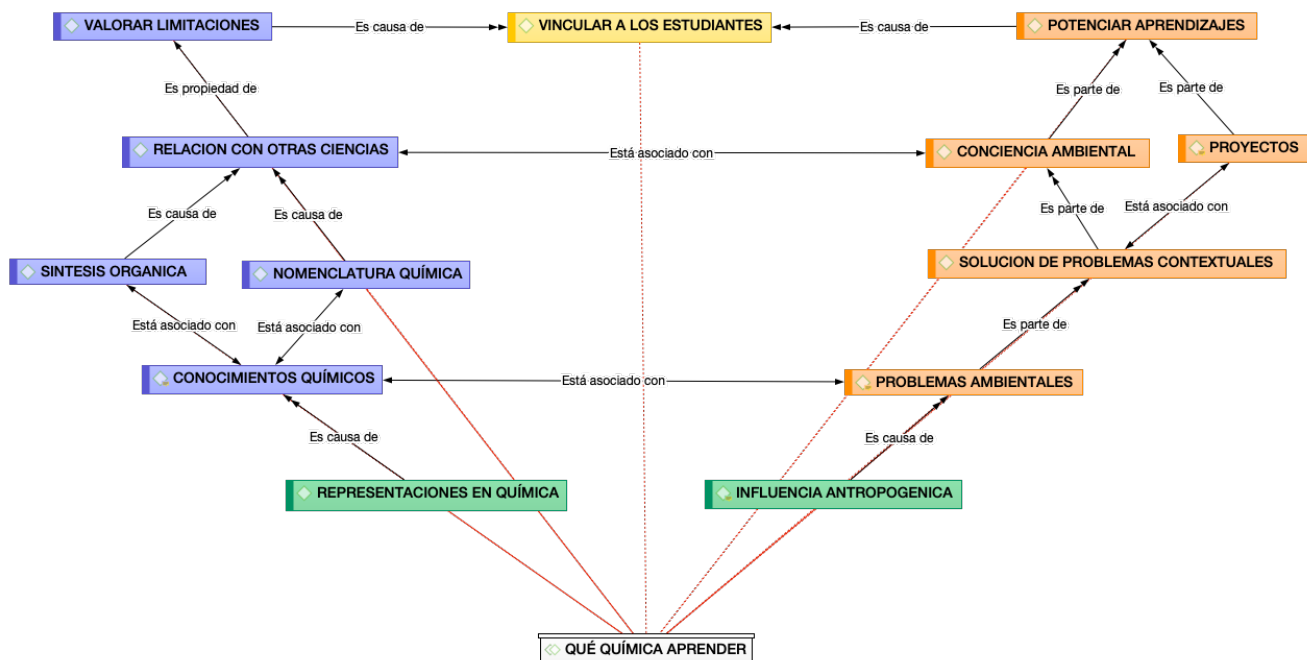 VALORAR LIMITACIONES
Es causa de
VINCULAR A LOS ESTUDIANTES
Es causa de
POTENCIAR APRENDIZAJES
Es propiedad de
Es parte de
Es parte de
RELACION CON OTRAS CIENCIAS
Está asociado con
CONCIENCIA AMBIENTAL
PROYECTOS
Es causa de
Es causa de
Es parte de
Está asociado con
SINTESIS ORGANICA
NOMENCLATURA QUÍMICA
SOLUCION DE PROBLEMAS CONTEXTUALES
Está asociado con
Está asociado con
Es parte de
CONOCIMIENTOS QUÍMICOS
Está asociado con
PROBLEMAS AMBIENTALES
Es causa de
Es causa de
REPRESENTACIONES EN QUÍMICA
INFLUENCIA ANTROPOGENICA
QUÉ QUÍMICA APRENDER